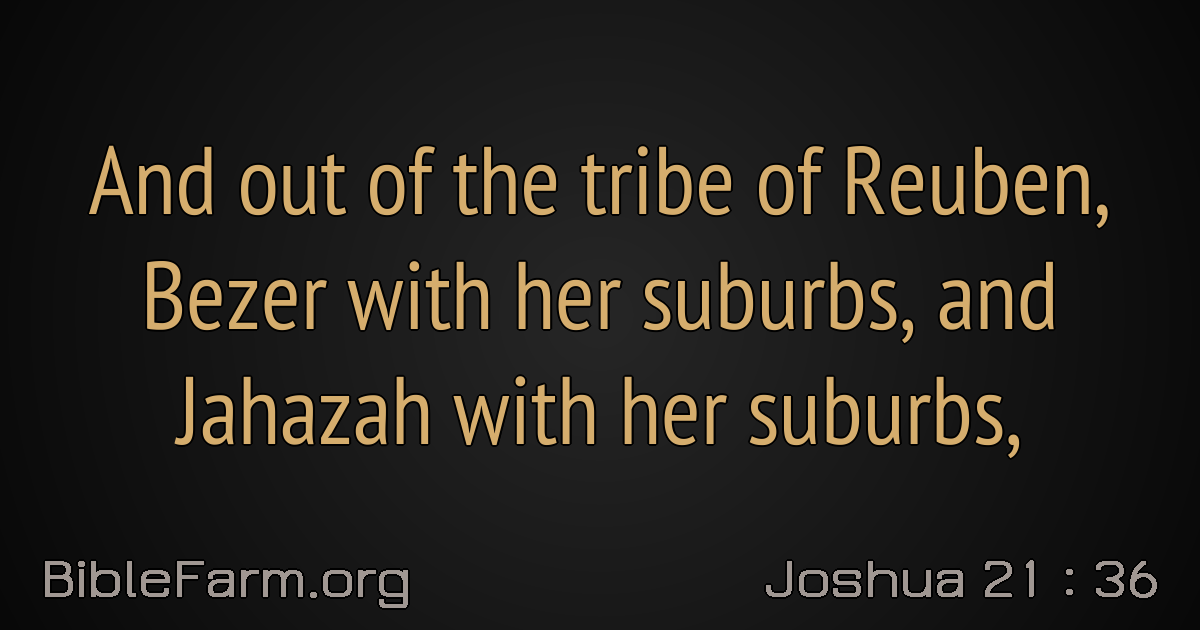 And out of the tribe of Reuben,
Bezer with her suburbs, and
Jahazah with her suburbs,
BibleFarm.org
Joshua 21 : 36